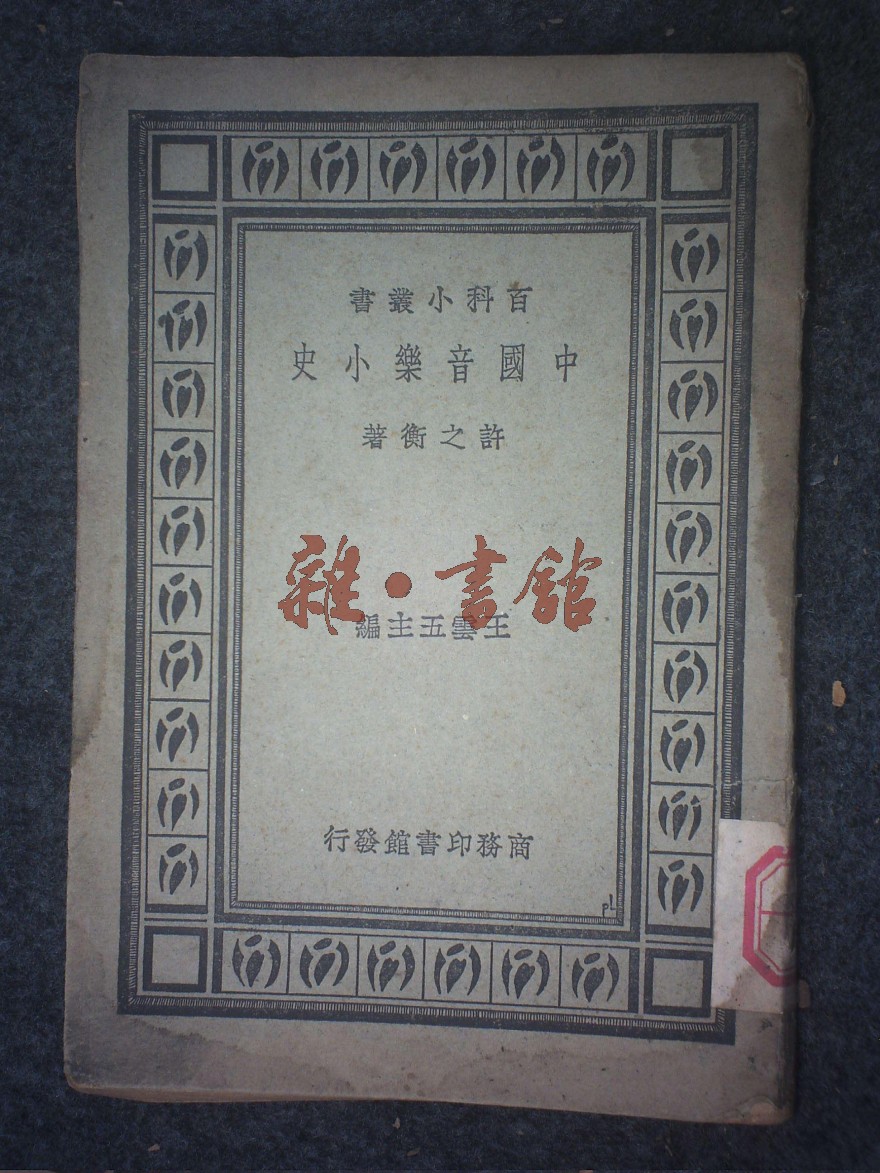 百科小叢書
中國音樂小史
許之衡著
雜·書館
王雲五主編
商務印書館發行